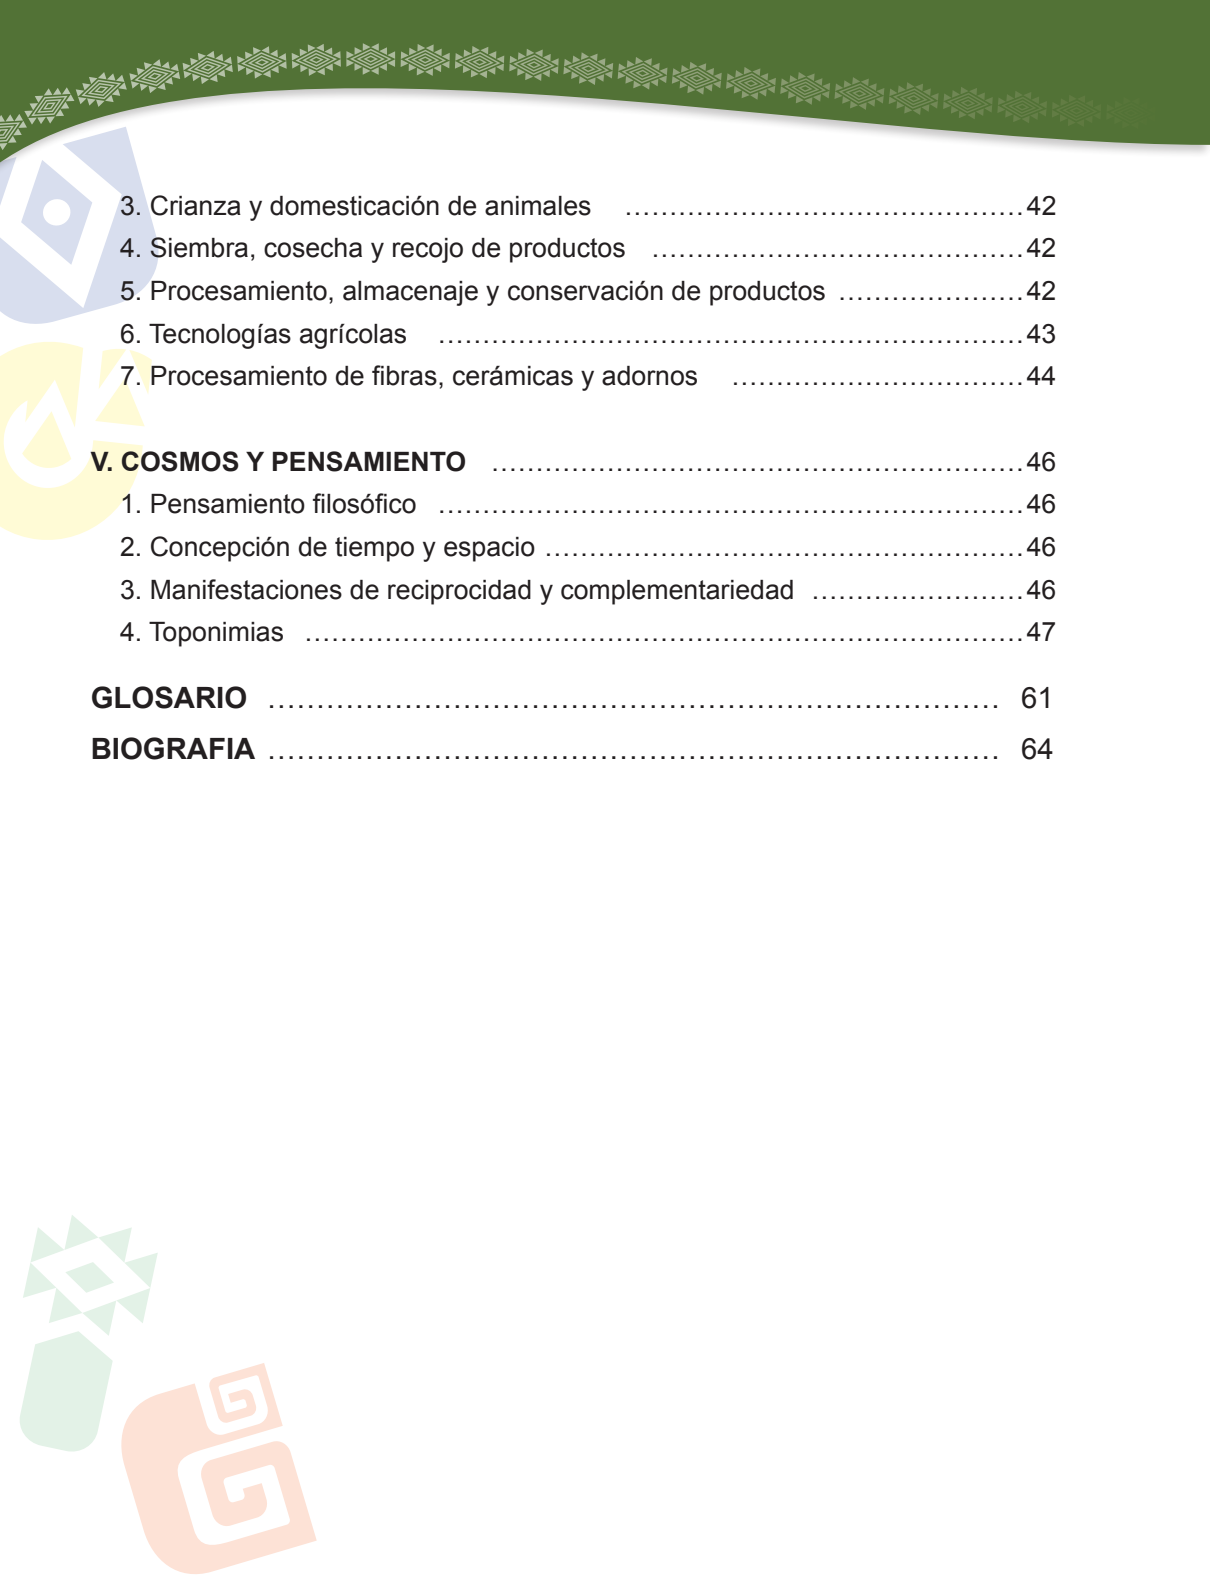 3. Crianza y domesticación de animales ............................................. 42
4. Siembra, cosecha y recojo de productos .......................................... 42
5. Procesamiento, almacenaje y conservación de productos ..................... 42
6. Tecnologías agrícolas .................................................................. 43
7. Procesamiento de fibras, cerámicas y adornos ................................. 44
V. COSMOS Y PENSAMIENTO ............................................................ 46
1. Pensamiento filosófico .................................................................. 46
2. Concepción de tiempo y espacio ...................................................... 46
3. Manifestaciones de reciprocidad y complementariedad ........................ 46
4. Toponimias ................................................................................. 47
GLOSARIO ........................................................................... 61
BIOGRAFIA ........................................................................... 64